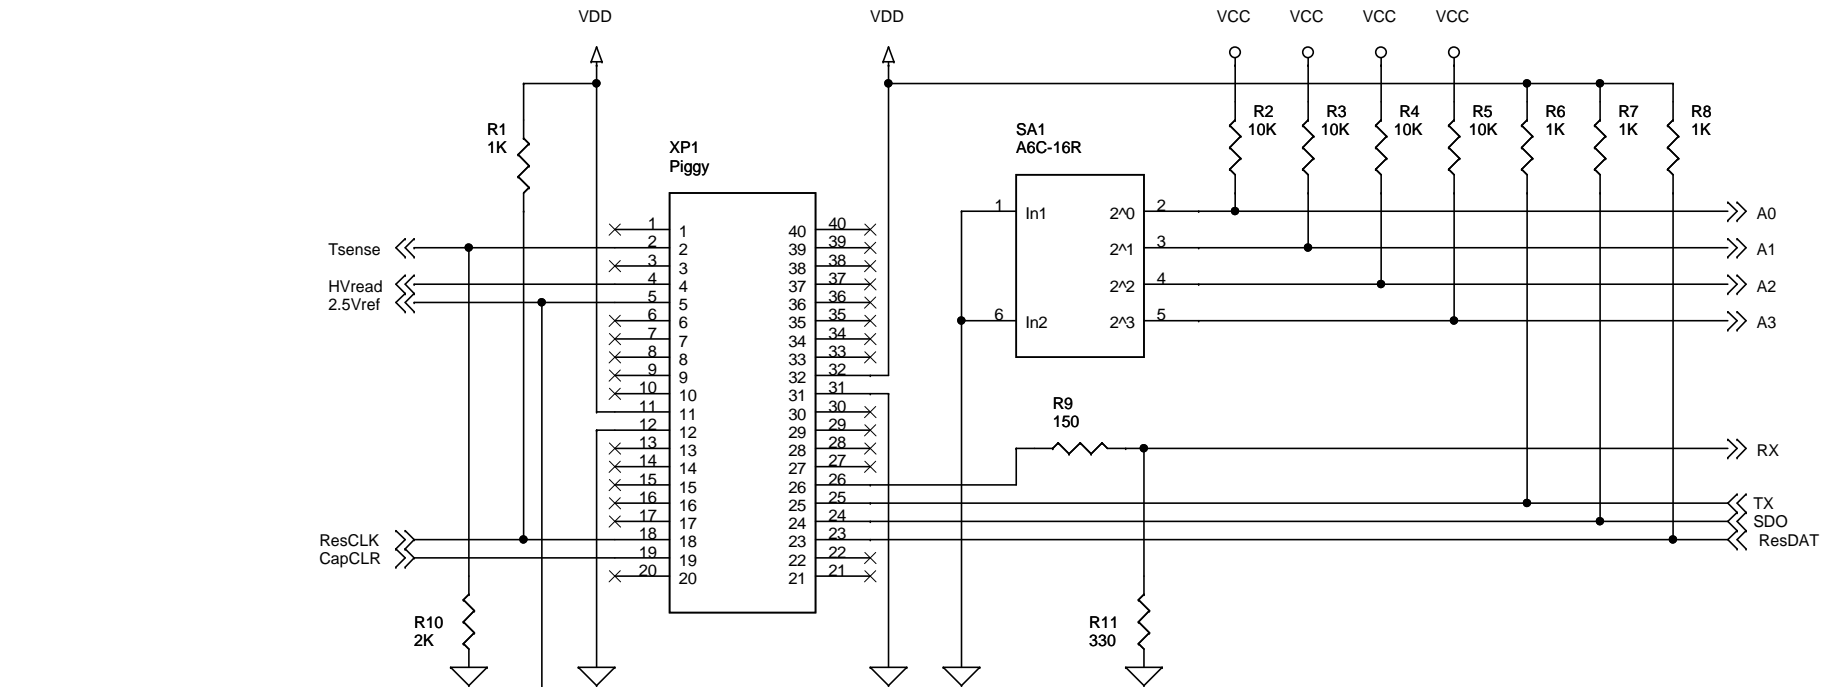 VDD
VDD
VCC
VCC
VCC
VCC
R1
1K
XP1
Piggy
SA1
A6C-16R
R2
10K
R3
10K
R4
10K
R5
10K
R6
1K
R7
1K
R8
1K
1 In1 2^0 2 A0
2^1 3 A1
2^2 4 A2
6 In2 2^3 5 A3
1 1 40 40
Tsense 2 2 39 39
3 3 38 38
HVread 4 4 37 37
2.5Vref 5 5 36 36
6 6 35 35
7 7 34 34
8 8 33 33
9 9 32 32
10 10 31 31
11 11 30 30
12 12 29 29
13 13 28 28
14 14 27 27
15 15 26 26
16 16 25 25
17 17 24 24
ResCLK 18 18 23 23
CapCLR 19 19 22 22
20 20 21 21
R9
150
RX
TX
SDO
ResDAT
R10
2K
R11
330